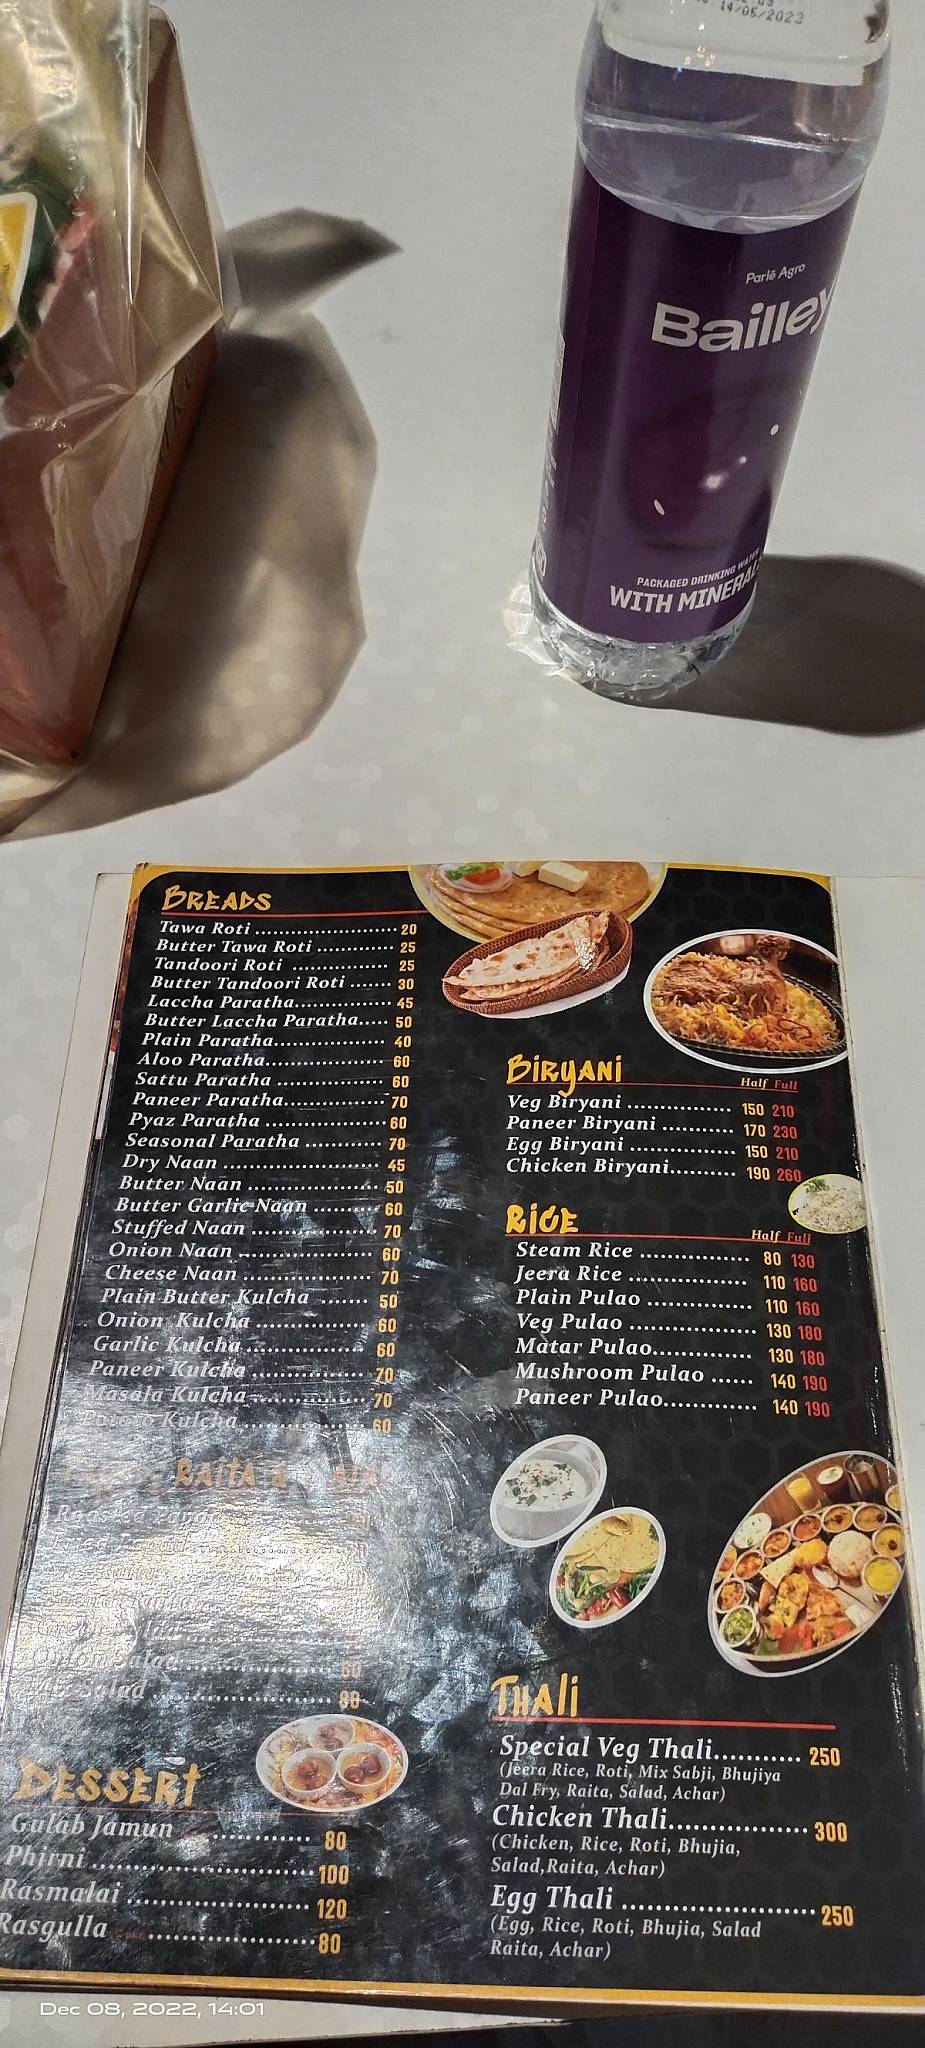 14/05/2023
Parlē Agro
Bailley
PACKAGED DRINKING WATER
WITH MINERALS
BREADS
Tawa Roti 20
Butter Tawa Roti 25
Tandoori Roti 25
Butter Tandoori Roti 30
Laccha Paratha 45
Butter Laccha Paratha 50
Plain Paratha 40
Aloo Paratha 60
Sattu Paratha 60
Paneer Paratha 70
Pyaz Paratha 60
Seasonal Paratha 70
Dry Naan 45
Butter Naan 50
Butter Garlic Naan 60
Stuffed Naan 70
Onion Naan 60
Cheese Naan 70
Plain Butter Kulcha 50
Onion Kulcha 60
Garlic Kulcha 60
Paneer Kulcha 70
Masala Kulcha 70
Potato Kulcha 60
Raita &
Roasted
Onion Salad 60
Salad 80
DESSERT
Gulab Jamun 80
Phirni 100
Rasmalai 120
Rasgulla 80
BIRYANI
Half Full
Veg Biryani 150 210
Paneer Biryani 170 230
Egg Biryani 150 210
Chicken Biryani 190 260
RICE
Half Full
Steam Rice 80 130
Jeera Rice 110 160
Plain Pulao 110 160
Veg Pulao 130 180
Matar Pulao 130 180
Mushroom Pulao 140 190
Paneer Pulao 140 190
THALI
Special Veg Thali 250
(Jeera Rice, Roti, Mix Sabji, Bhujiya
Dal Fry, Raita, Salad, Achar)
Chicken Thali 300
(Chicken, Rice, Roti, Bhujia,
Salad,Raita, Achar)
Egg Thali 250
(Egg, Rice, Roti, Bhujia, Salad
Raita, Achar)
Dec 08, 2022, 14:01